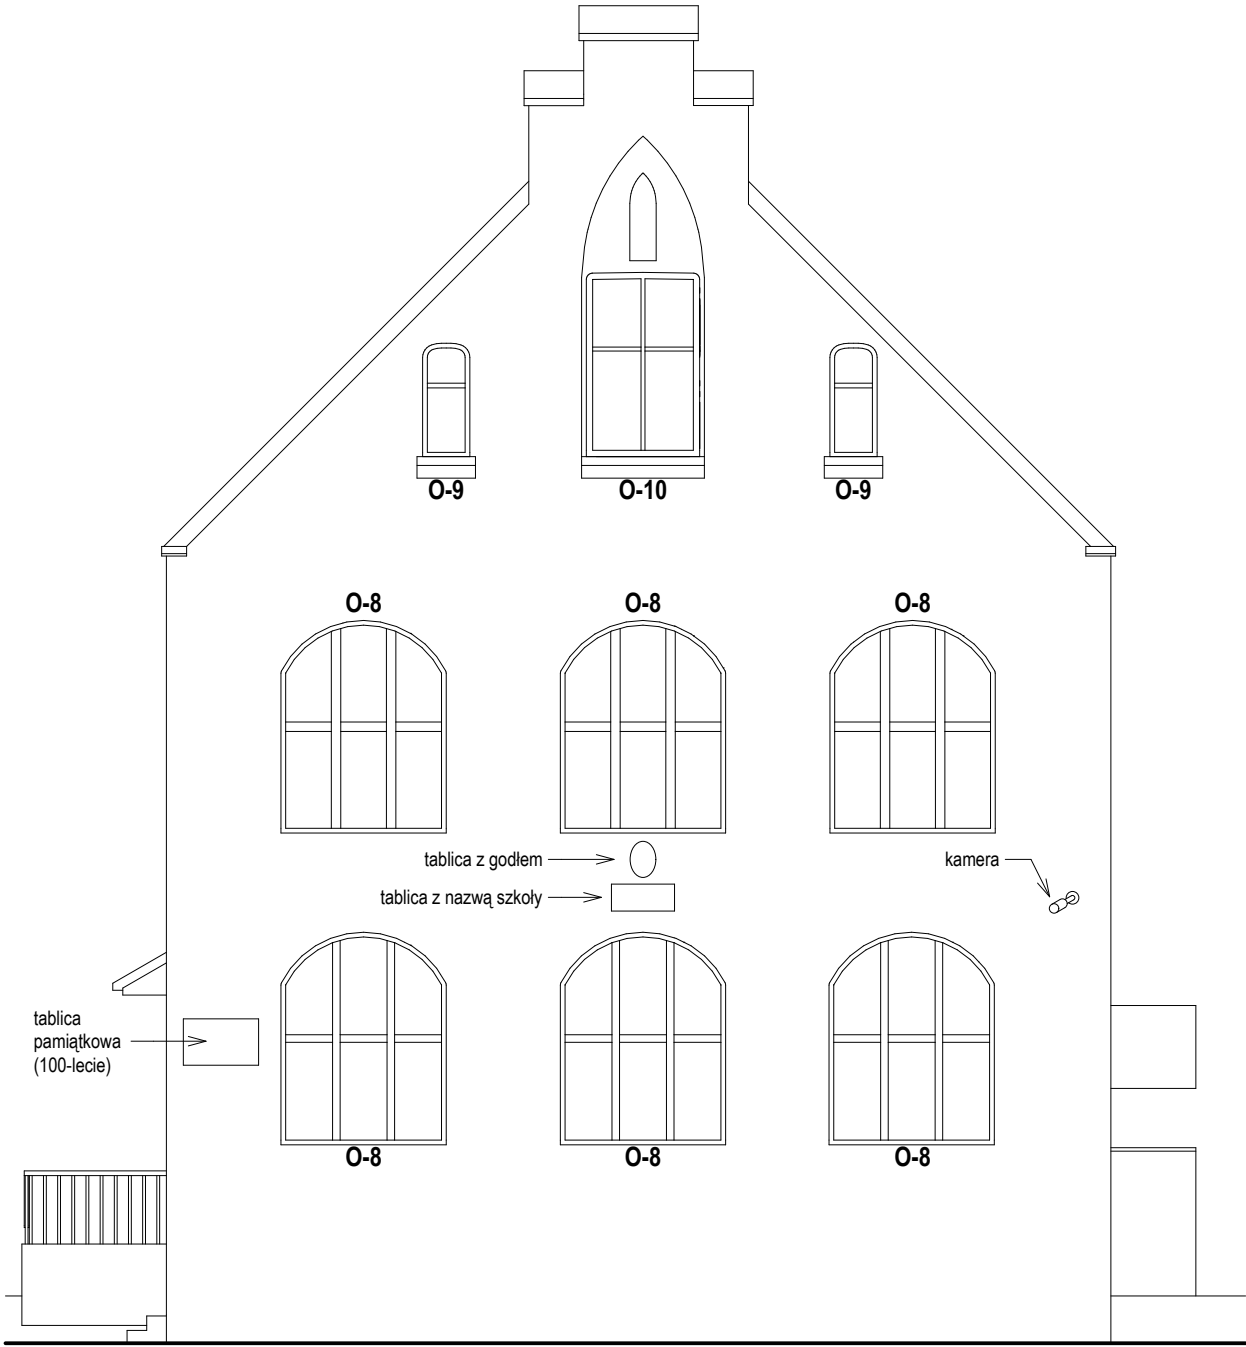 O-9
O-10
O-9
O-8
O-8
O-8
tablica z godłem
kamera
tablica z nazwą szkoły
tablica
pamiątkowa
(100-lecie)
O-8
O-8
O-8